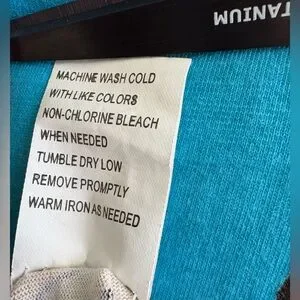 TITANIUM
MACHINE WASH COLD
WITH LIKE COLORS
NON-CHLORINE BLEACH
WHEN NEEDED
TUMBLE DRY LOW
REMOVE PROMPTLY
WARM IRON AS NEEDED